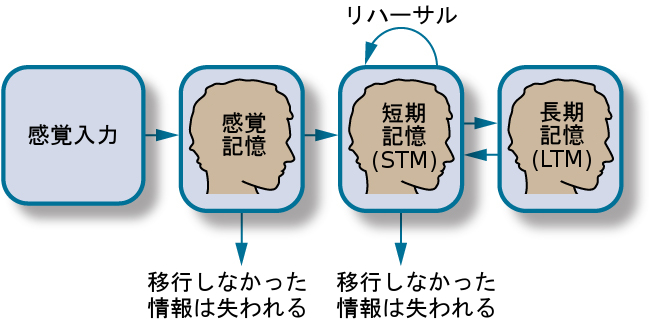 リハーサル
感覚入力
感覚
記憶
短期
記憶
(STM)
長期
記憶
(LTM)
移行しなかった
情報は失われる
移行しなかった
情報は失われる